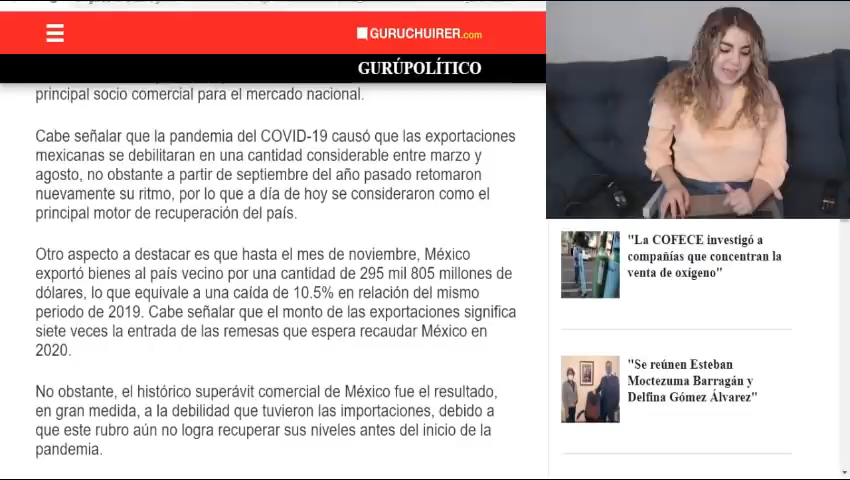 GURUCHUIRER.com
GURÚPOLÍTICO
principal socio comercial para el mercado nacional.
Cabe señalar que la pandemia del COVID-19 causó que las exportaciones
mexicanas se debilitaran en una cantidad considerable entre marzo y
agosto, no obstante a partir de septiembre del año pasado retomaron
nuevamente su ritmo, por lo que a día de hoy se consideraron como el
principal motor de recuperación del país.
Otro aspecto a destacar es que hasta el mes de noviembre, México
exportó bienes al país vecino por una cantidad de 295 mil 805 millones de
dólares, lo que equivale a una caída de 10.5% en relación del mismo
periodo de 2019. Cabe señalar que el monto de las exportaciones significa
siete veces la entrada de las remesas que espera recaudar México en
2020.
No obstante, el histórico superávit comercial de México fue el resultado,
en gran medida, a la debilidad que tuvieron las importaciones, debido a
que este rubro aún no logra recuperar sus niveles antes del inicio de la
pandemia.
"La COFECE investigó a
compañías que concentran la
venta de oxígeno"
"Se reúnen Esteban
Moctezuma Barragán y
Delfina Gómez Álvarez"